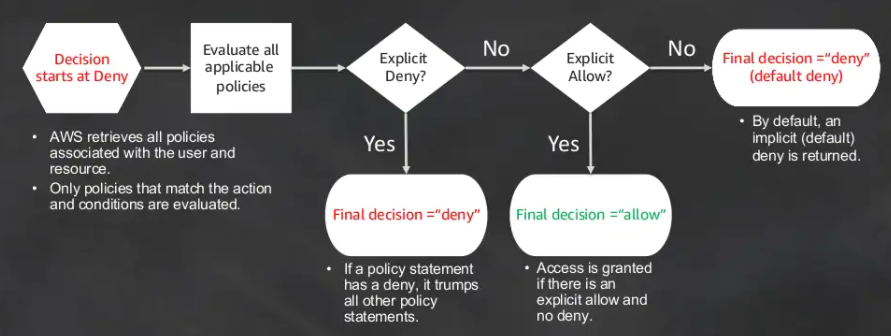 Decision
starts at Deny
Evaluate all
applicable
policies
Explicit
Deny?
No
Explicit
Allow?
No
Final decision ="deny"
(default deny)
• AWS retrieves all policies
associated with the user and
resource.
• Only policies that match the action
and conditions are evaluated.
Yes
Yes
• By default, an
implicit (default)
deny is returned.
Final decision ="deny"
Final decision ="allow"
• If a policy statement
has a deny, it trumps
all other policy
statements.
• Access is granted
if there is an
explicit allow and
no deny.